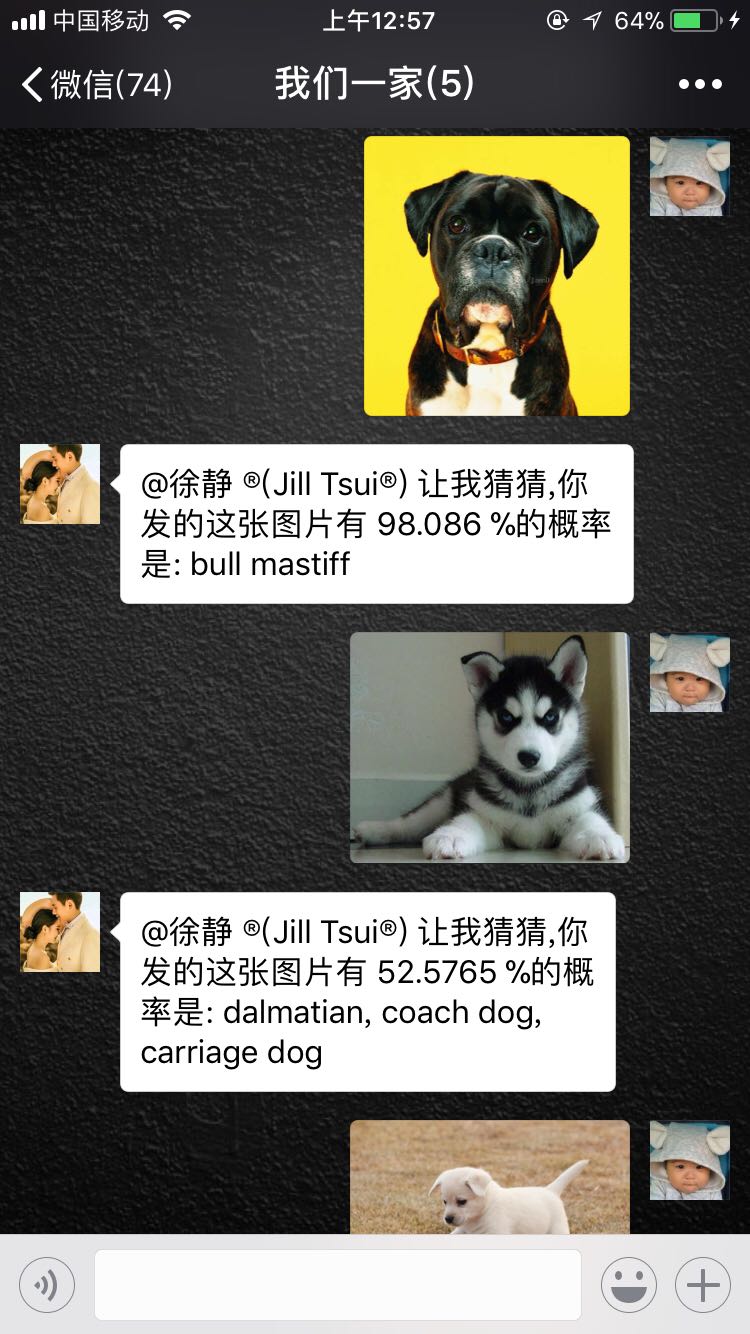 中国移动 上午12:57 64%
微信(74) 我们一家(5)
@徐静 ®(Jill Tsui®) 让我猜猜,你
发的这张图片有 98.086 %的概率
是: bull mastiff
@徐静 ®(Jill Tsui®) 让我猜猜,你
发的这张图片有 52.5765 %的概
率是: dalmatian, coach dog,
carriage dog